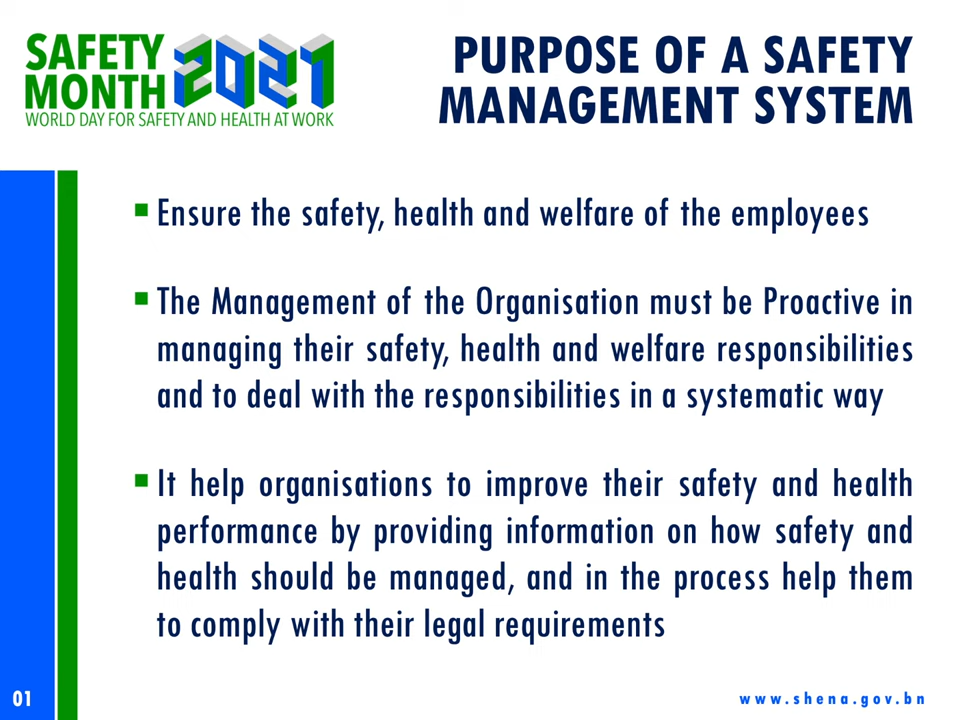 SAFETY
MONTH 2021
WORLD DAY FOR SAFETY AND HEALTH AT WORK
PURPOSE OF A SAFETY
MANAGEMENT SYSTEM
▪ Ensure the safety, health and welfare of the employees
▪ The Management of the Organisation must be Proactive in
managing their safety, health and welfare responsibilities
and to deal with the responsibilities in a systematic way
▪ It help organisations to improve their safety and health
performance by providing information on how safety and
health should be managed, and in the process help them
to comply with their legal requirements
01
www.shena.gov.bn